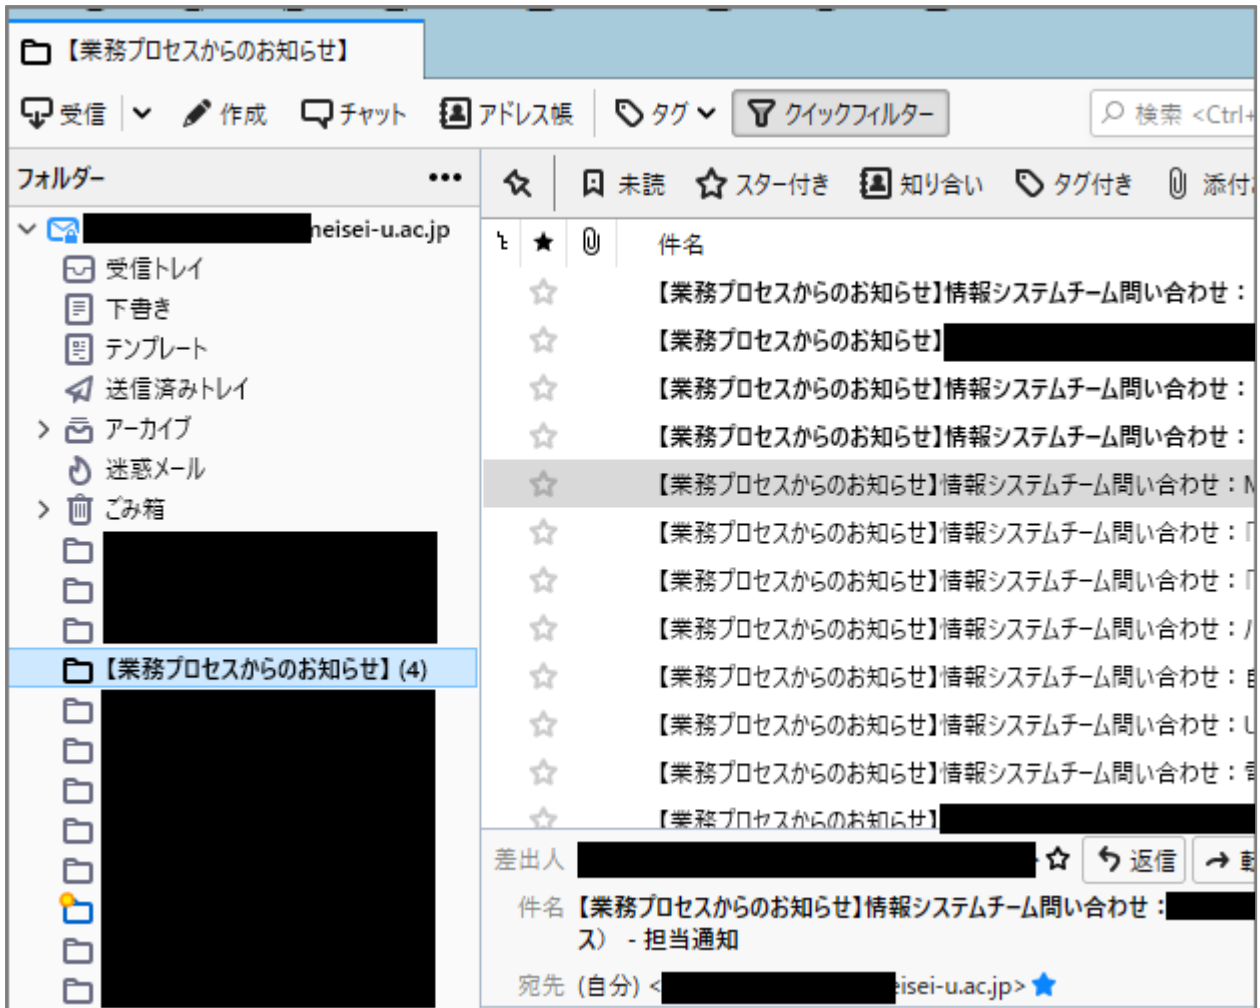 【業務プロセスからのお知らせ】
受信 作成 チャット アドレス帳 タグ クイックフィルター 検索 <Ctrl+
フォルダー •••
未読 スター付き 知り合い タグ付き 添付
neisei-u.ac.jp
件名
受信トレイ
下書き
テンプレート
送信済みトレイ
アーカイブ
迷惑メール
ごみ箱
【業務プロセスからのお知らせ】 (4)
【業務プロセスからのお知らせ】情報システムチーム問い合わせ：
【業務プロセスからのお知らせ】
【業務プロセスからのお知らせ】情報システムチーム問い合わせ：
【業務プロセスからのお知らせ】情報システムチーム問い合わせ：
【業務プロセスからのお知らせ】情報システムチーム問い合わせ：N
【業務プロセスからのお知らせ】情報システムチーム問い合わせ：「
【業務プロセスからのお知らせ】情報システムチーム問い合わせ：
【業務プロセスからのお知らせ】情報システムチーム問い合わせ：
【業務プロセスからのお知らせ】情報システムチーム問い合わせ：
【業務プロセスからのお知らせ】情報システムチーム問い合わせ：U
【業務プロセスからのお知らせ】情報システムチーム問い合わせ：
【業務プロセスからのお知らせ】
差出人 返信
件名 【業務プロセスからのお知らせ】情報システムチーム問い合わせ：
ス） - 担当通知
宛先 (自分) < eisei-u.ac.jp>